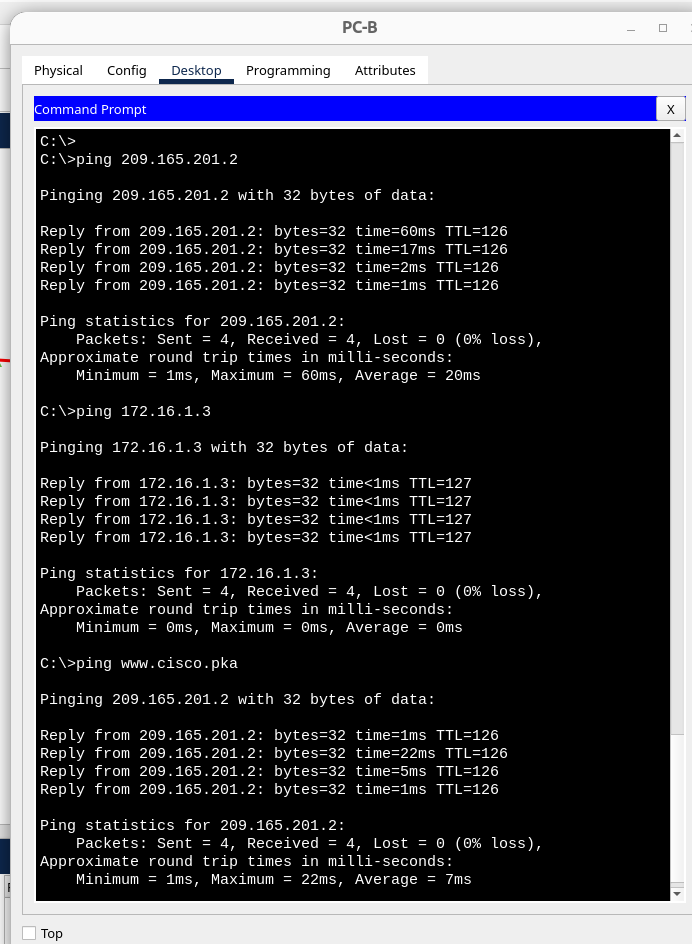 PC-B
Physical Config Desktop Programming Attributes
Command Prompt X
C:\>
C:\>ping 209.165.201.2
Pinging 209.165.201.2 with 32 bytes of data:
Reply from 209.165.201.2: bytes=32 time=60ms TTL=126
Reply from 209.165.201.2: bytes=32 time=17ms TTL=126
Reply from 209.165.201.2: bytes=32 time=2ms TTL=126
Reply from 209.165.201.2: bytes=32 time=1ms TTL=126
Ping statistics for 209.165.201.2:
Packets: Sent = 4, Received = 4, Lost = 0 (0% loss),
Approximate round trip times in milli-seconds:
Minimum = 1ms, Maximum = 60ms, Average = 20ms
C:\>ping 172.16.1.3
Pinging 172.16.1.3 with 32 bytes of data:
Reply from 172.16.1.3: bytes=32 time<1ms TTL=127
Reply from 172.16.1.3: bytes=32 time<1ms TTL=127
Reply from 172.16.1.3: bytes=32 time<1ms TTL=127
Reply from 172.16.1.3: bytes=32 time<1ms TTL=127
Ping statistics for 172.16.1.3:
Packets: Sent = 4, Received = 4, Lost = 0 (0% loss),
Approximate round trip times in milli-seconds:
Minimum = 0ms, Maximum = 0ms, Average = 0ms
C:\>ping www.cisco.pka
Pinging 209.165.201.2 with 32 bytes of data:
Reply from 209.165.201.2: bytes=32 time=1ms TTL=126
Reply from 209.165.201.2: bytes=32 time=22ms TTL=126
Reply from 209.165.201.2: bytes=32 time=5ms TTL=126
Reply from 209.165.201.2: bytes=32 time=1ms TTL=126
Ping statistics for 209.165.201.2:
Packets: Sent = 4, Received = 4, Lost = 0 (0% loss),
Approximate round trip times in milli-seconds:
Minimum = 1ms, Maximum = 22ms, Average = 7ms
Top